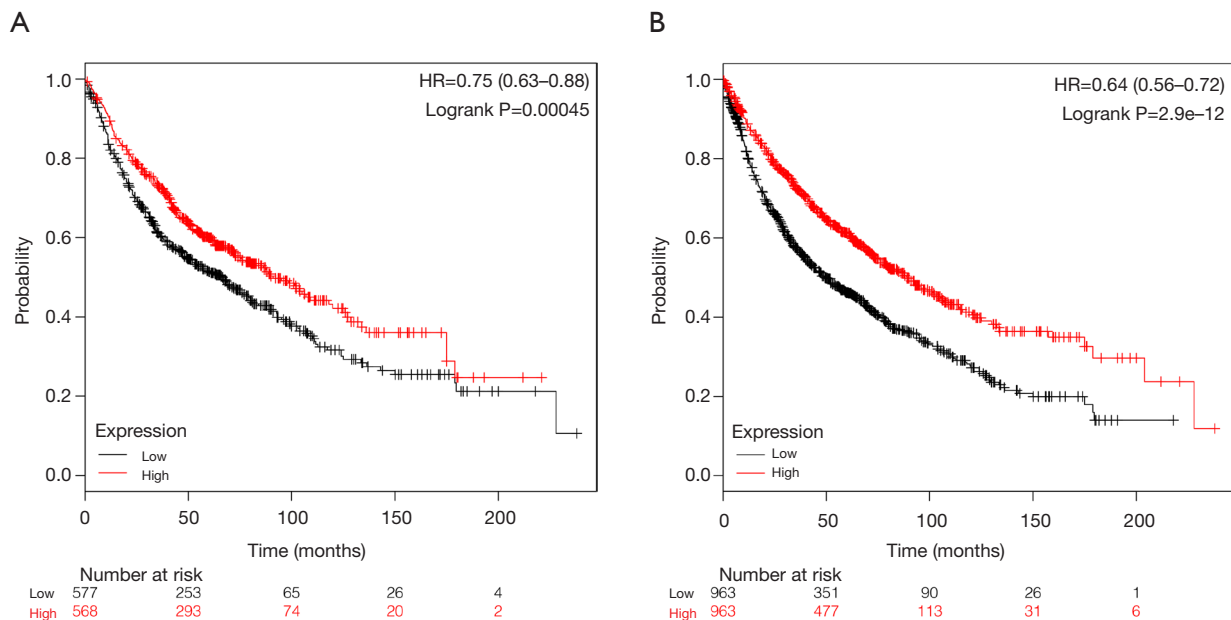 A
HR=0.75 (0.63–0.88)
Logrank P=0.00045
Probability
1.0
0.8
0.6
0.4
0.2
0.0
Expression
Low
High
0 50 100 150 200
Time (months)
Number at risk
Low 577 253 65 26 4
High 568 293 74 20 2
B
HR=0.64 (0.56–0.72)
Logrank P=2.9e–12
Probability
1.0
0.8
0.6
0.4
0.2
0.0
Expression
Low
High
0 50 100 150 200
Time (months)
Number at risk
Low 963 351 90 26 1
High 963 477 113 31 6